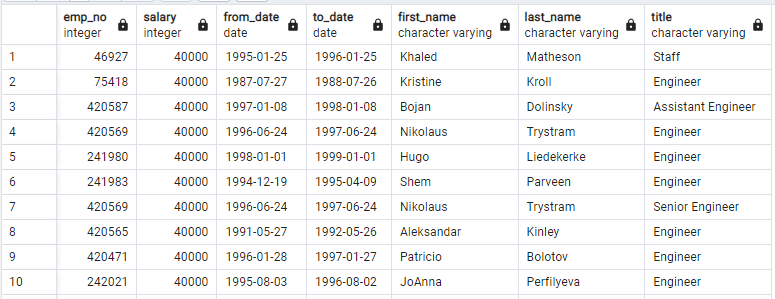 emp_no salary from_date to_date first_name last_name title
integer integer date date character varying character varying character varying
1 46927 40000 1995-01-25 1996-01-25 Khaled Matheson Staff
2 75418 40000 1987-07-27 1988-07-26 Kristine Kroll Engineer
3 420587 40000 1997-01-08 1998-01-08 Bojan Dolinsky Assistant Engineer
4 420569 40000 1996-06-24 1997-06-24 Nikolaus Trystram Engineer
5 241980 40000 1998-01-01 1999-01-01 Hugo Liedekerke Engineer
6 241983 40000 1994-12-19 1995-04-09 Shem Parveen Engineer
7 420569 40000 1996-06-24 1997-06-24 Nikolaus Trystram Senior Engineer
8 420565 40000 1991-05-27 1992-05-26 Aleksandar Kinley Engineer
9 420471 40000 1996-01-28 1997-01-27 Patricio Bolotov Engineer
10 242021 40000 1995-08-03 1996-08-02 JoAnna Perfilyeva Engineer